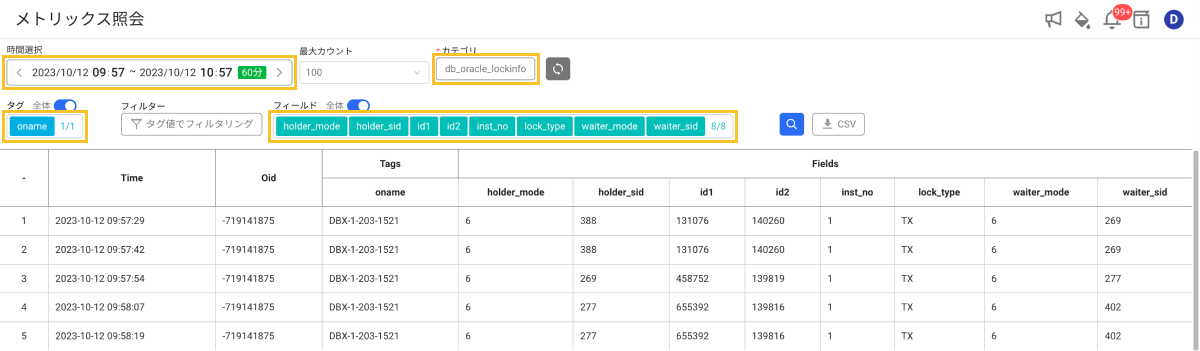 メトリックス照会
99+
D
時間選択 最大カウント *カテゴリ
2023/10/12 09:57 ~ 2023/10/12 10:57 60分 100 db_oracle_lockinfo
タグ 全体 フィルター フィールド 全体
oname 1/1 タグ値でフィルタリング holder_mode holder_sid id1 id2 inst_no lock_type waiter_mode waiter_sid 8/8 CSV
- Time Oid Tags Fields
oname holder_mode holder_sid id1 id2 inst_no lock_type waiter_mode waiter_sid
1 2023-10-12 09:57:29 -719141875 DBX-1-203-1521 6 388 131076 140260 1 TX 6 269
2 2023-10-12 09:57:42 -719141875 DBX-1-203-1521 6 388 131076 140260 1 TX 6 269
3 2023-10-12 09:57:54 -719141875 DBX-1-203-1521 6 269 458752 139819 1 TX 6 277
4 2023-10-12 09:58:07 -719141875 DBX-1-203-1521 6 277 655392 139816 1 TX 6 402
5 2023-10-12 09:58:19 -719141875 DBX-1-203-1521 6 277 655392 139816 1 TX 6 402